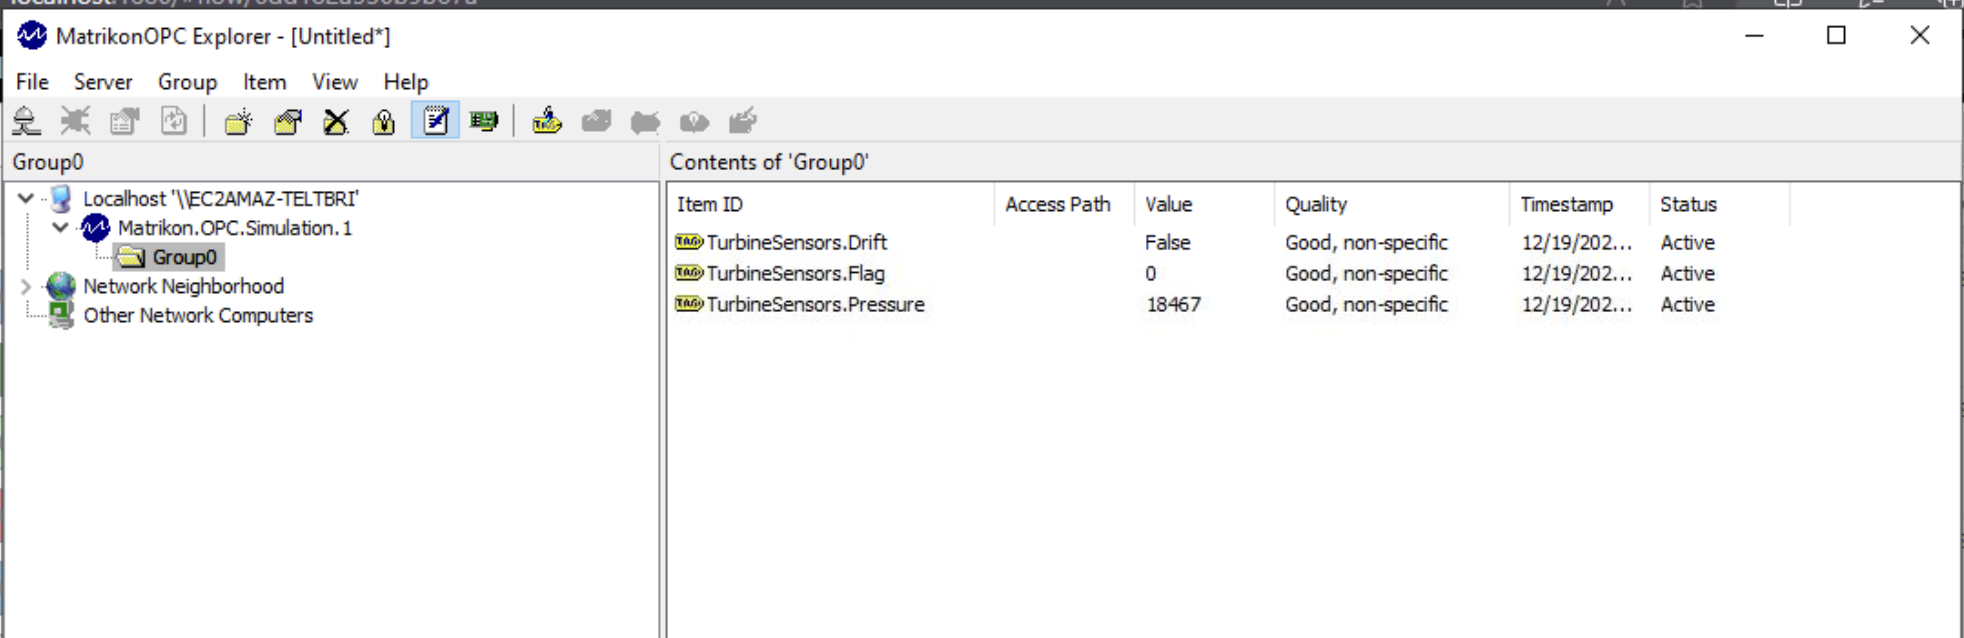 MatrikonOPC Explorer - [Untitled*]
File Server Group Item View Help
Group0
Contents of 'Group0'
Localhost '\\EC2AMAZ-TELTBRI'
Matrikon.OPC.Simulation.1
Group0
Network Neighborhood
Other Network Computers
Item ID Access Path Value Quality Timestamp Status
TurbineSensors.Drift False Good, non-specific 12/19/202... Active
TurbineSensors.Flag 0 Good, non-specific 12/19/202... Active
TurbineSensors.Pressure 18467 Good, non-specific 12/19/202... Active